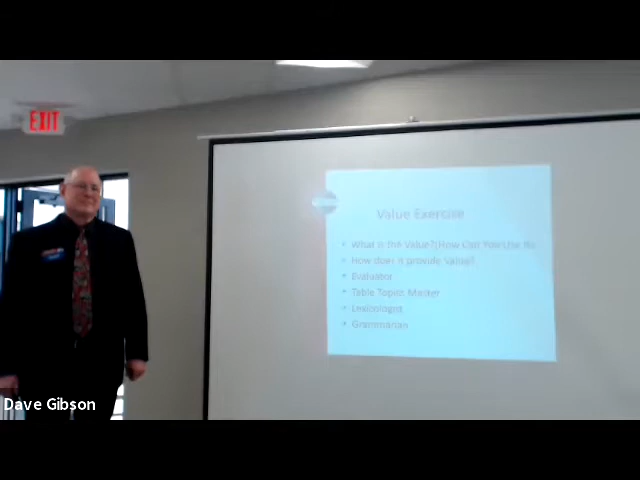 EXIT
Value Exercise
• What is the Value?/How Can You Use It?
• How does it provide Value?
• Evaluator
• Table Topics Master
• Lexicologist
• Grammarian
Dave Gibson